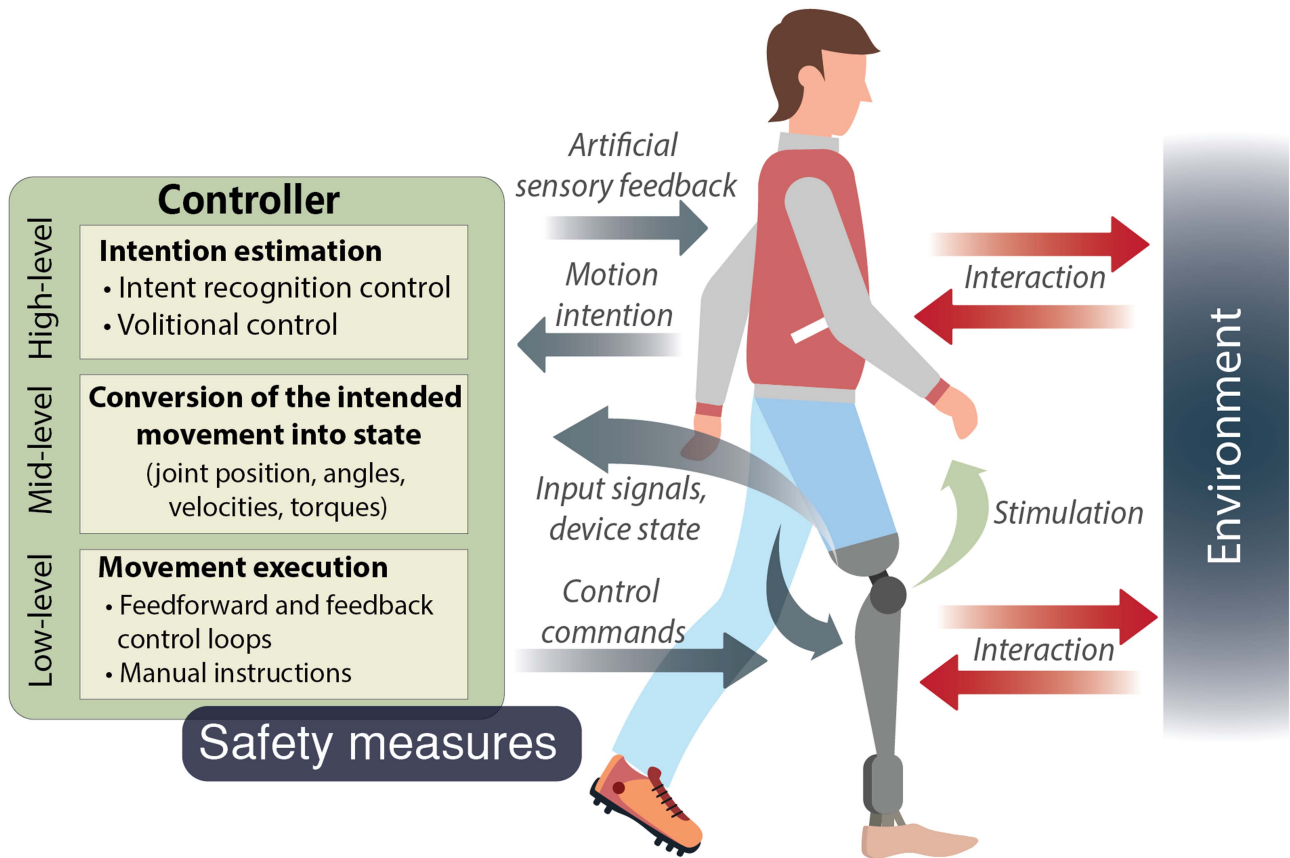 Controller
High-level
Intention estimation
• Intent recognition control
• Volitional control
Mid-level
Conversion of the intended
movement into state
(joint position, angles,
velocities, torques)
Low-level
Movement execution
• Feedforward and feedback
control loops
• Manual instructions
Safety measures
Artificial
sensory feedback
Motion
intention
Input signals,
device state
Control
commands
Interaction
Stimulation
Interaction
Environment